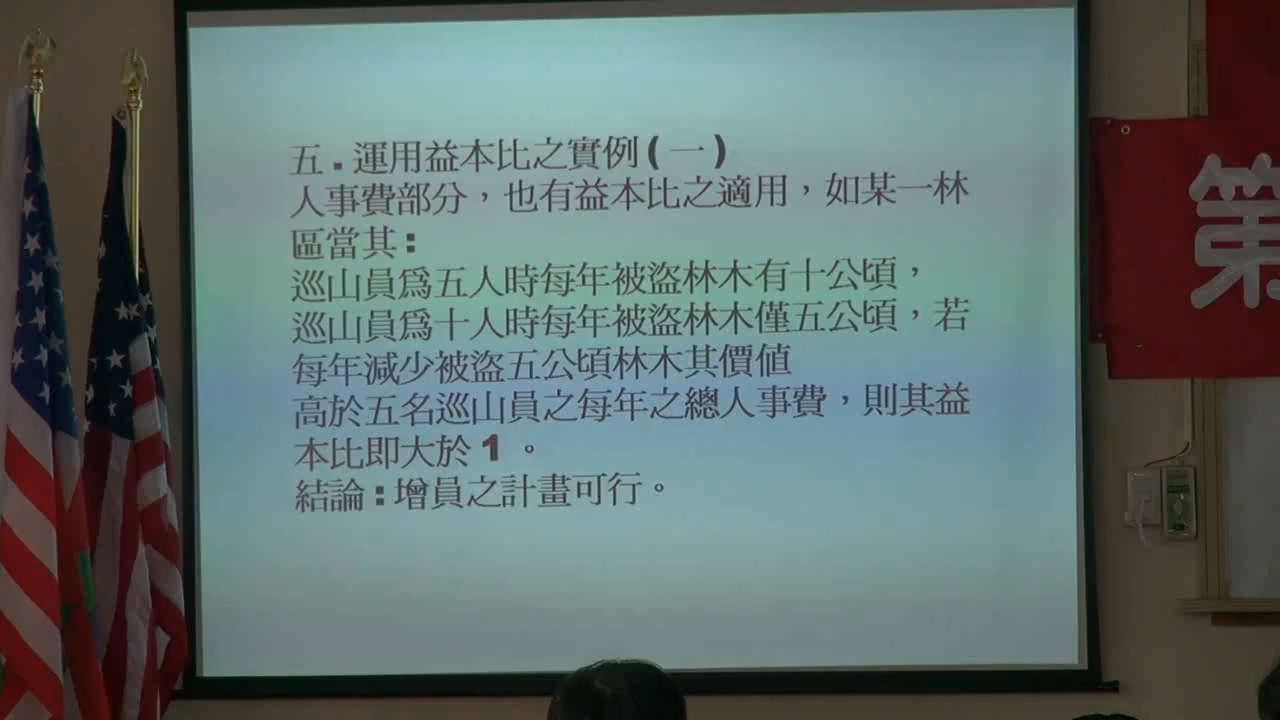 五.運用益本比之實例(一)
人事費部分,也有益本比之適用,如某一林
區當其:
巡山員為五人時每年被盜林木有十公頃,
巡山員為十人時每年被盜林木僅五公頃,若
每年減少被盜五公頃林木其價值
高於五名巡山員之每年之總人事費,則其益
本比即大於1。
結論:增員之計畫可行。
第